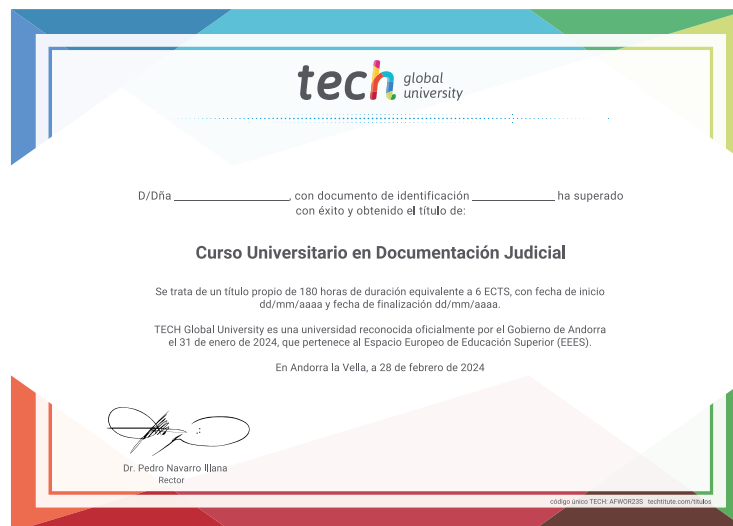 tech global
university
D/Dña ____________________, con documento de identificación ______________ ha superado
con éxito y obtenido el título de:
Curso Universitario en Documentación Judicial
Se trata de un título propio de 180 horas de duración equivalente a 6 ECTS, con fecha de inicio
dd/mm/aaaa y fecha de finalización dd/mm/aaaa.
TECH Global University es una universidad reconocida oficialmente por el Gobierno de Andorra
el 31 de enero de 2024, que pertenece al Espacio Europeo de Educación Superior (EEES).
En Andorra la Vella, a 28 de febrero de 2024
Dr. Pedro Navarro Illana
Rector
código único TECH: AFWOR23S techtitute.com/titulos